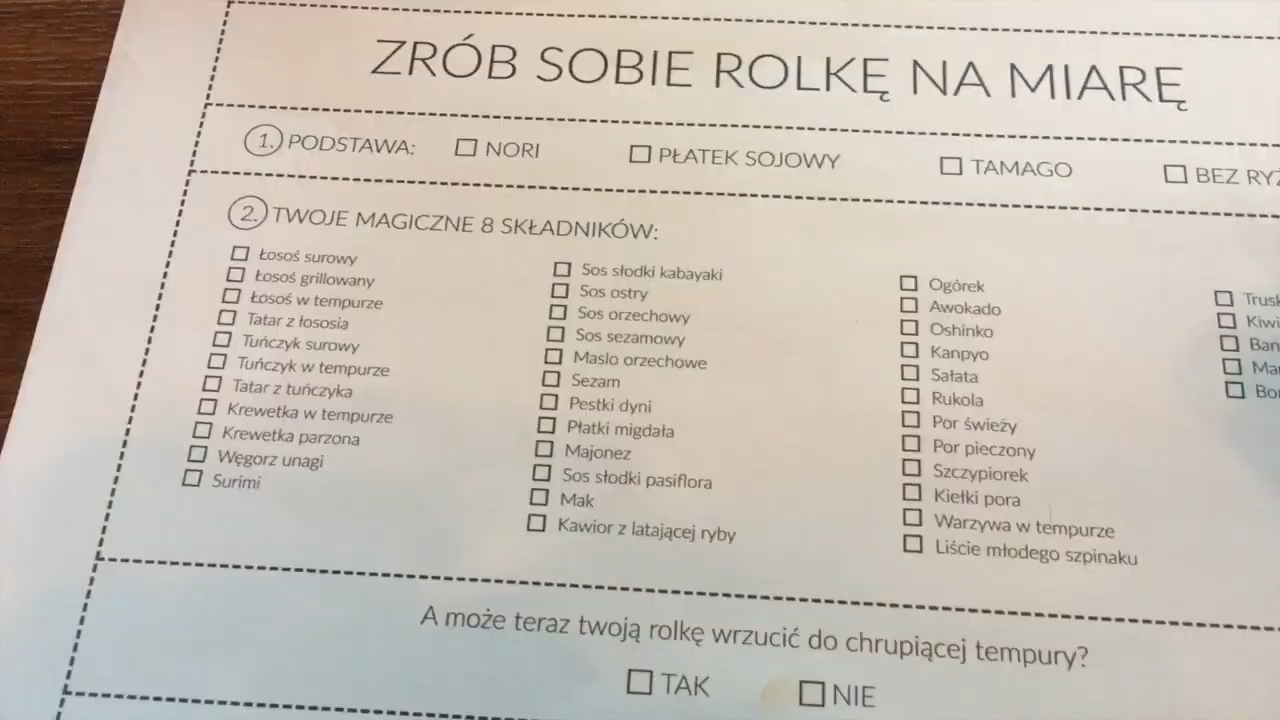 ZRÓB SOBIE ROLKĘ NA MIARĘ
1. PODSTAWA: NORI PŁATEK SOJOWY TAMAGO BEZ
2. TWOJE MAGICZNE 8 SKŁADNIKÓW:
Łosoś surowy
Łosoś grillowany
Łosoś w tempurze
Tatar z łososia
Tuńczyk surowy
Tuńczyk w tempurze
Tatar z tuńczyka
Krewetka w tempurze
Krewetka parzona
Węgorz unagi
Surimi
Sos słodki kabayaki
Sos ostry
Sos orzechowy
Sos sezamowy
Maslo orzechowe
Sezam
Pestki dyni
Płatki migdała
Majonez
Sos słodki pasiflora
Mak
Kawior z latającej ryby
Ogórek
Awokado
Oshinko
Kanpyo
Sałata
Rukola
Por świeży
Por pieczony
Szczypiorek
Kiełki pora
Warzywa w tempurze
Liście młodego szpinaku
Kiwi
A może teraz twoją rolkę wrzucić do chrupiącej tempury?
TAK NIE